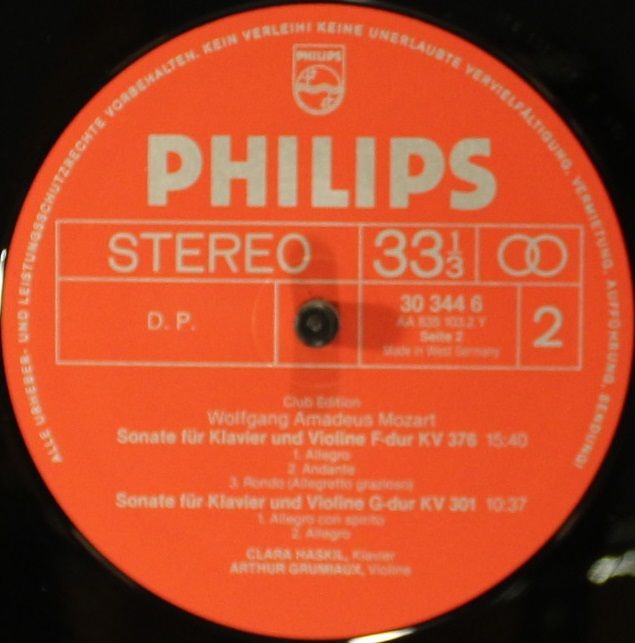 ALLE URHEBER- UND LEISTUNGSSCHUTZRECHTE VORBEHALTEN. KEIN VERLEIH! KEINE UNERLAUBTE VERVIELFÄLTIGUNG, VERMIETUNG, AUFFÜHRUNG, SENDUNG!
PHILIPS
PHILIPS
STEREO 33 1/3
D. P. 30 344 6 2
AA 835 103.2 Y
Seite 2
Made in West Germany
Club Edition
Wolfgang Amadeus Mozart
Sonate für Klavier und Violine F-dur KV 376 15:40
1. Allegro
2. Andante
3. Rondo (Allegretto grazioso)
Sonate für Klavier und Violine G-dur KV 301 10:37
1. Allegro con spirito
2. Allegro
CLARA HASKIL, Klavier
ARTHUR GRUMIAUX, Violine